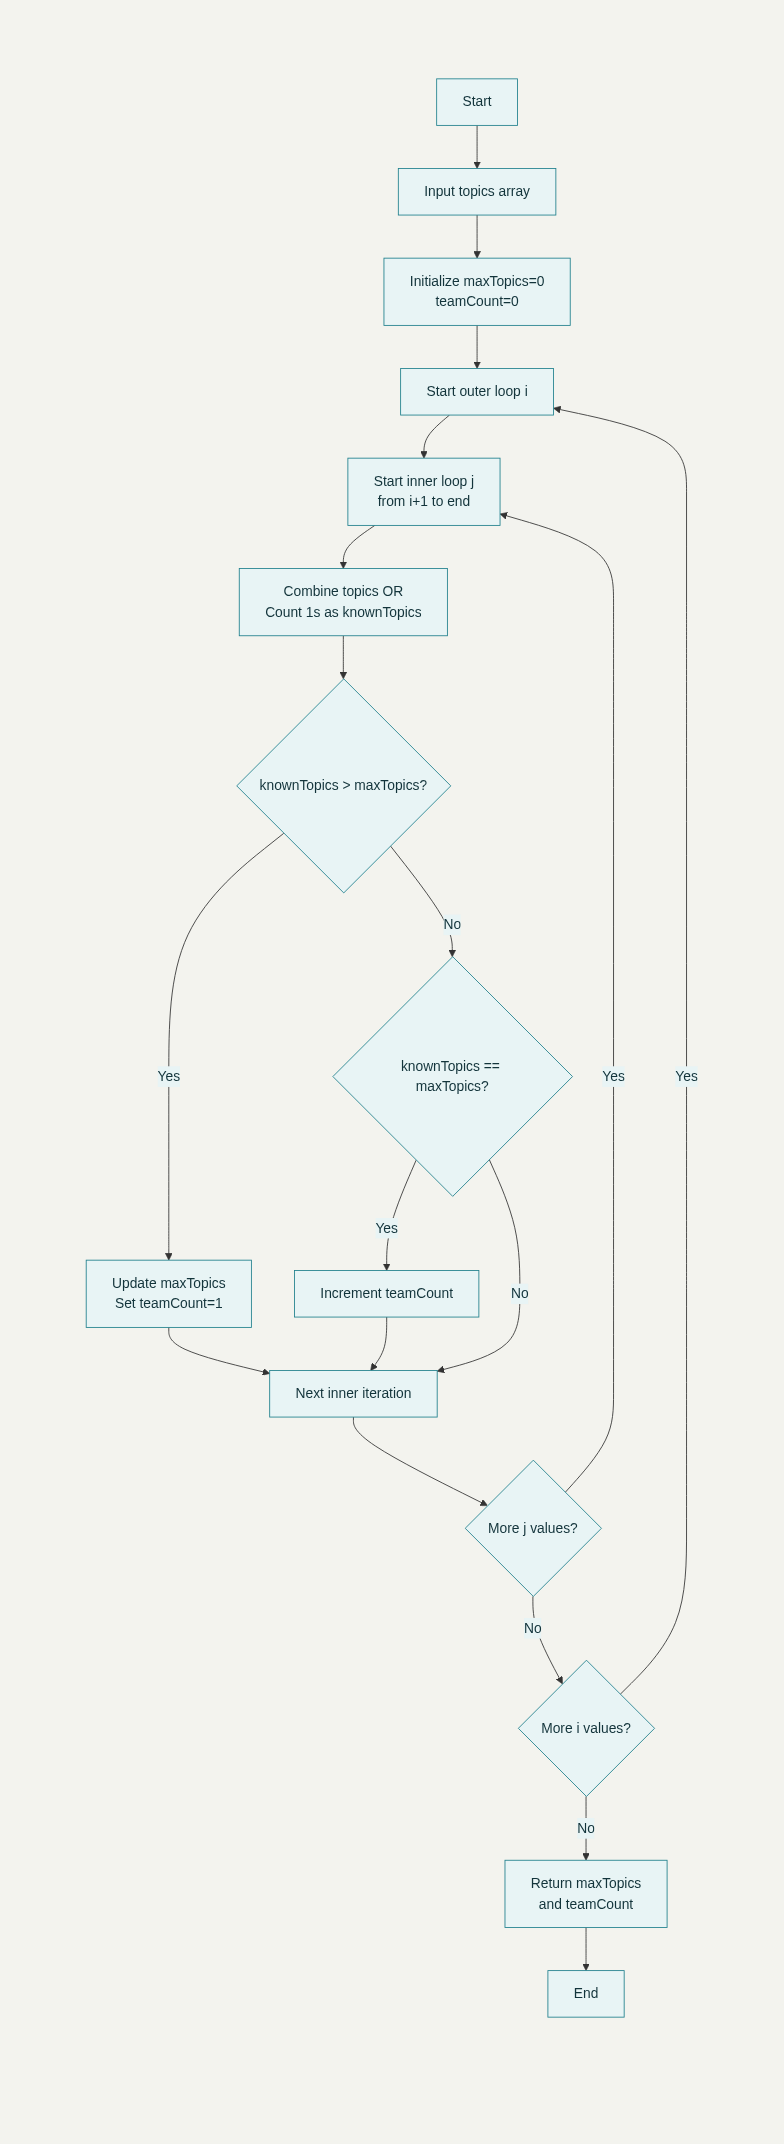 Start
Input topics array
Initialize maxTopics=0
teamCount=0
Start outer loop i
Start inner loop j
from i+1 to end
Combine topics OR
Count 1s as knownTopics
knownTopics > maxTopics?
No
knownTopics ==
maxTopics?
Yes
Yes
Yes
Yes
Update maxTopics
Set teamCount=1
Increment teamCount
No
Next inner iteration
More j values?
No
More i values?
No
Return maxTopics
and teamCount
End